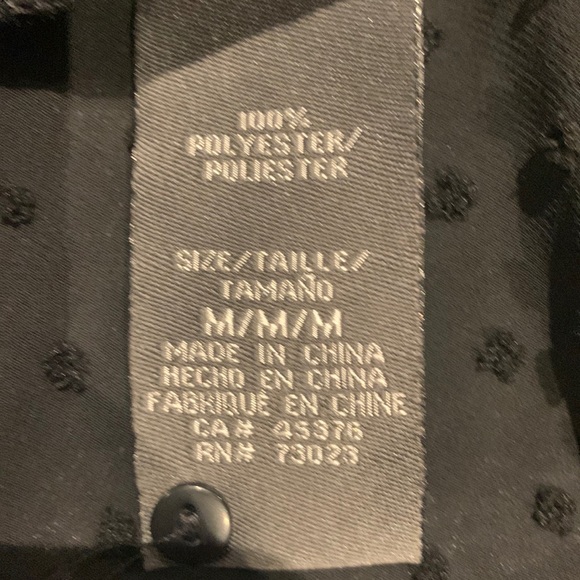 100%
POLYESTER/
POLIESTER
SIZE/TAILLE/
TAMAÑO
M/M/M
MADE IN CHINA
HECHO EN CHINA
FABRIQUÉ EN CHINE
CA# 45376
RN# 73023